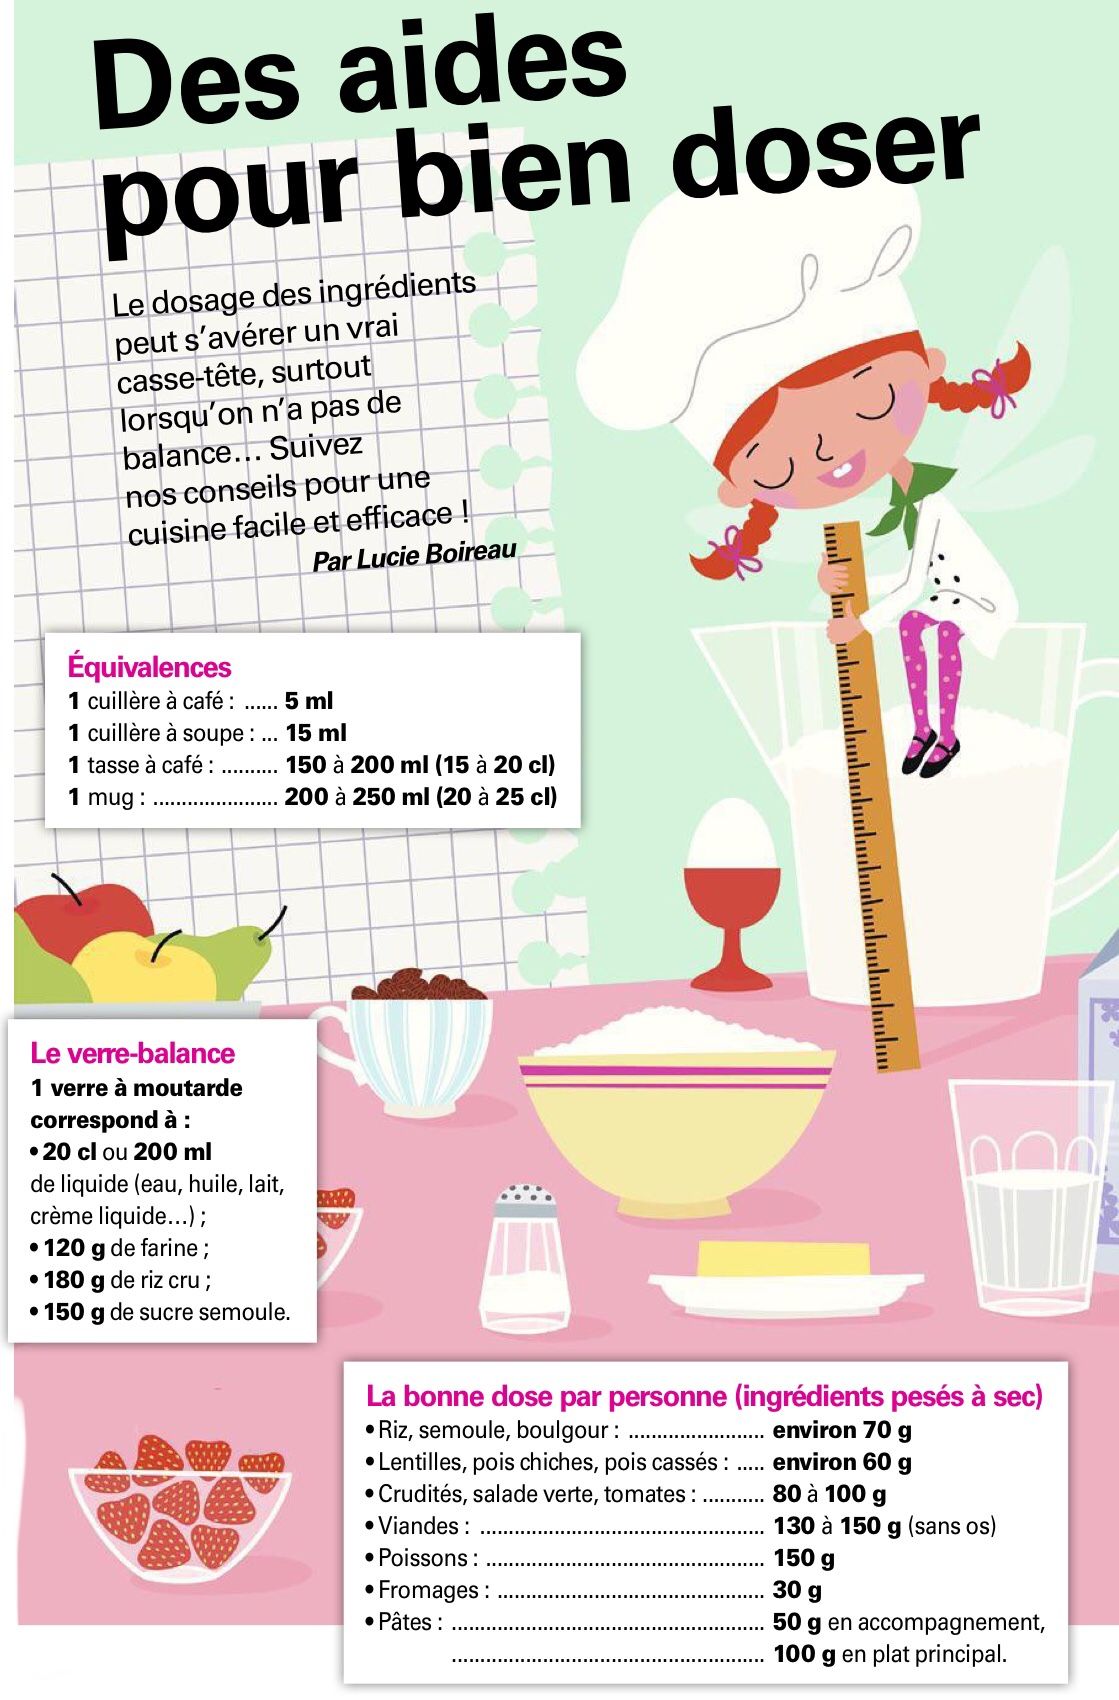 Des aides
pour bien doser
Le dosage des ingrédients
peut s’avérer un vrai
casse-tête, surtout
lorsqu’on n’a pas de
balance… Suivez
nos conseils pour une
cuisine facile et efficace !
Par Lucie Boireau
Équivalences
1 cuillère à café : ...... 5 ml
1 cuillère à soupe : ... 15 ml
1 tasse à café : .......... 150 à 200 ml (15 à 20 cl)
1 mug : ...................... 200 à 250 ml (20 à 25 cl)
Le verre-balance
1 verre à moutarde
correspond à :
• 20 cl ou 200 ml
de liquide (eau, huile, lait,
crème liquide…) ;
• 120 g de farine ;
• 180 g de riz cru ;
• 150 g de sucre semoule.
La bonne dose par personne (ingrédients pesés à sec)
• Riz, semoule, boulgour : ........................ environ 70 g
• Lentilles, pois chiches, pois cassés : ..... environ 60 g
• Crudités, salade verte, tomates : ........... 80 à 100 g
• Viandes : .................................................. 130 à 150 g (sans os)
• Poissons : ................................................. 150 g
• Fromages : ............................................... 30 g
• Pâtes : ....................................................... 50 g en accompagnement,
....................................................... 100 g en plat principal.